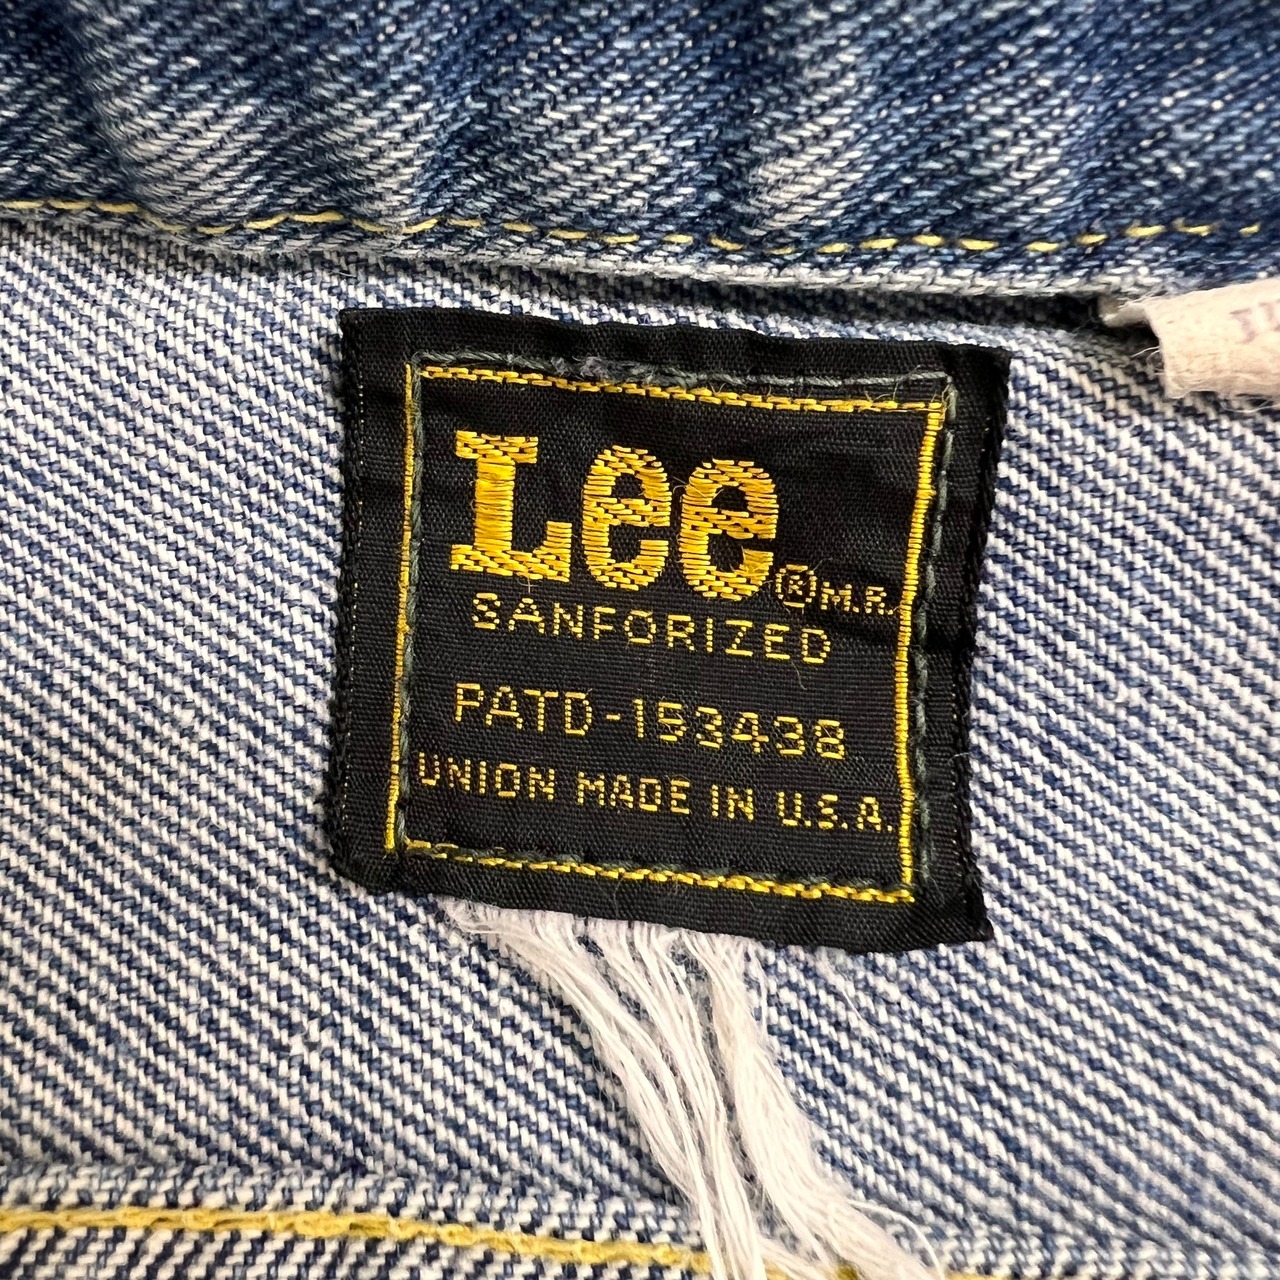 Lee ® M.R.
SANFORIZED
PATD-153438
UNION MADE IN U.S.A.